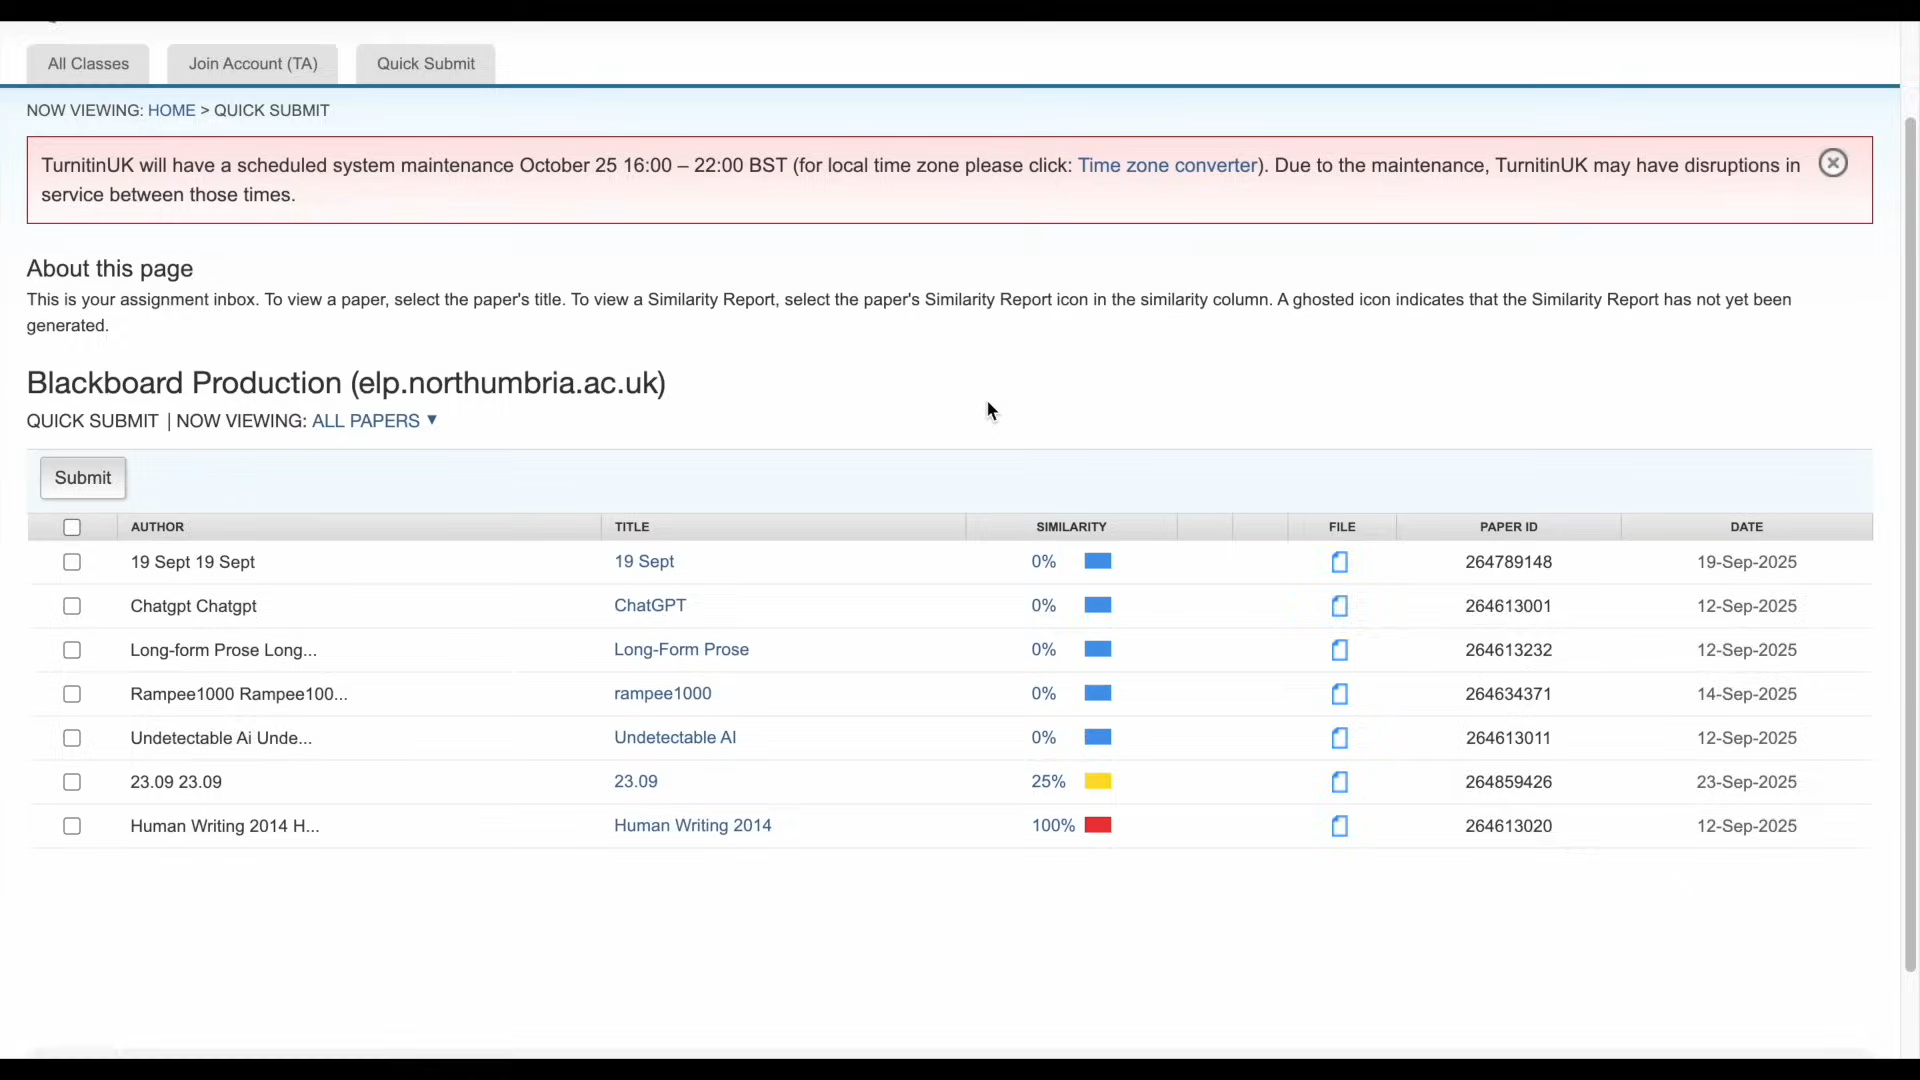 All Classes
Join Account (TA)
Quick Submit
NOW VIEWING: HOME > QUICK SUBMIT
TurnitinUK will have a scheduled system maintenance October 25 16:00 – 22:00 BST (for local time zone please click: Time zone converter). Due to the maintenance, TurnitinUK may have disruptions in
service between those times.
About this page
This is your assignment inbox. To view a paper, select the paper's title. To view a Similarity Report, select the paper's Similarity Report icon in the similarity column. A ghosted icon indicates that the Similarity Report has not yet been
generated.
Blackboard Production (elp.northumbria.ac.uk)
QUICK SUBMIT | NOW VIEWING: ALL PAPERS ▼
Submit
AUTHOR TITLE SIMILARITY FILE PAPER ID DATE
19 Sept 19 Sept 19 Sept 0% 264789148 19-Sep-2025
Chatgpt Chatgpt ChatGPT 0% 264613001 12-Sep-2025
Long-form Prose Long... Long-Form Prose 0% 264613232 12-Sep-2025
Rampee1000 Rampee100... rampee1000 0% 264634371 14-Sep-2025
Undetectable Ai Unde... Undetectable AI 0% 264613011 12-Sep-2025
23.09 23.09 23.09 25% 264859426 23-Sep-2025
Human Writing 2014 H... Human Writing 2014 100% 264613020 12-Sep-2025